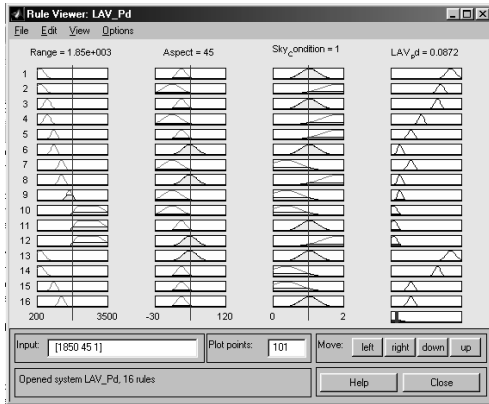 Rule Viewer: LAV_Pd
File Edit View Options
Range = 1.85e+003 Aspect = 45 Sky_Condition = 1 LAV_pd = 0.0872
1
2
3
4
5
6
7
8
9
10
11
12
13
14
15
16
200 3500 -30 120 0 2
Input: [1850 45 1] Plot points: 101 Move: left right down up
Opened system LAV_Pd, 16 rules Help Close